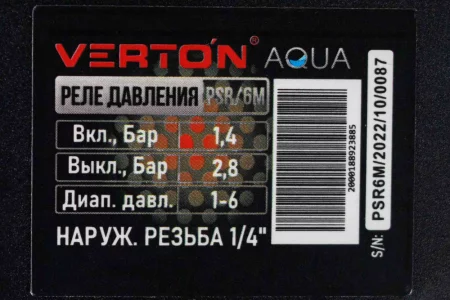 VERTON® AQUA
РЕЛЕ ДАВЛЕНИЯ PSR/6M
Вкл., Бар 1,4
Выкл., Бар 2,8
Диап. давл. 1-6
НАРУЖ. РЕЗЬБА 1/4"
2000188923885
S/N: PSR6M/2022/10/0087